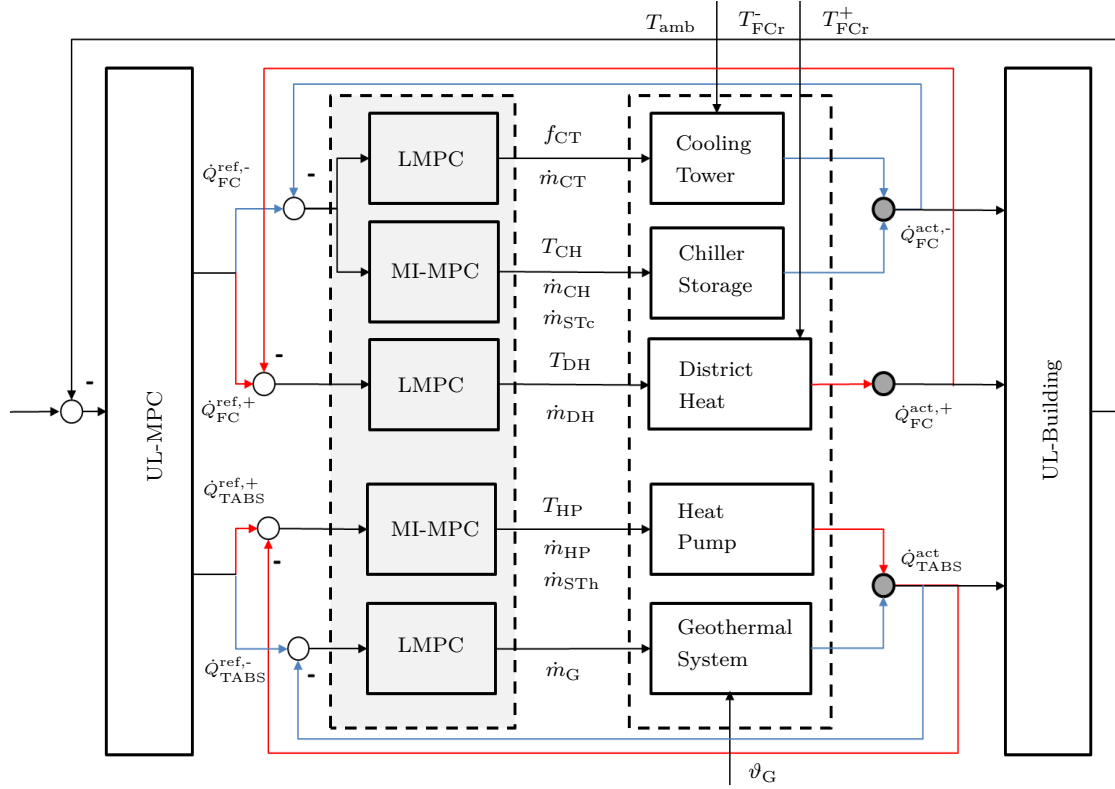 T_amb
T^-_FCr
T^+_FCr
LMPC
f_CT
ṁ_CT
Cooling
Tower
Q̇^ref,-_FC
-
Q̇^act,-_FC
MI-MPC
T_CH
ṁ_CH
ṁ_STc
Chiller
Storage
-
LMPC
T_DH
ṁ_DH
District
Heat
Q̇^ref,+_FC
Q̇^act,+_FC
-
UL-MPC
UL-Building
Q̇^ref,+_TABS
MI-MPC
T_HP
ṁ_HP
ṁ_STh
Heat
Pump
-
Q̇^act_TABS
LMPC
ṁ_G
Geothermal
System
Q̇^ref,-_TABS
-
ϑ_G